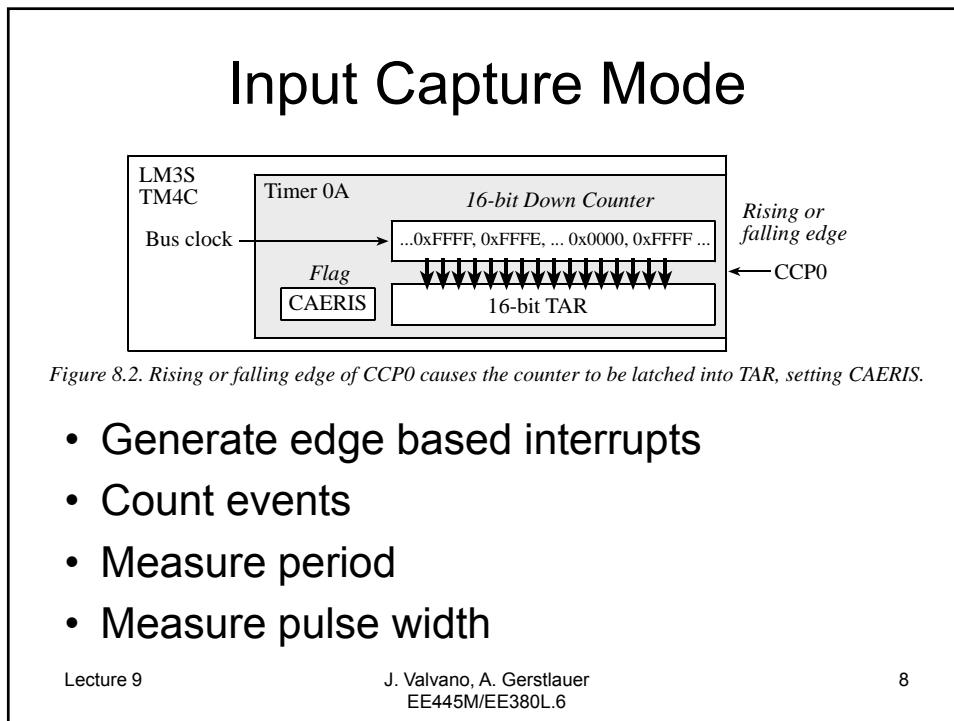 Input Capture Mode
LM3S
TM4C
Timer 0A
16-bit Down Counter
Rising or
falling edge
Bus clock
...0xFFFF, 0xFFFE, ... 0x0000, 0xFFFF ...
Flag
CCP0
CAERIS
16-bit TAR
Figure 8.2. Rising or falling edge of CCP0 causes the counter to be latched into TAR, setting CAERIS.
• Generate edge based interrupts
• Count events
• Measure period
• Measure pulse width
Lecture 9
J. Valvano, A. Gerstlauer
EE445M/EE380L.6
8